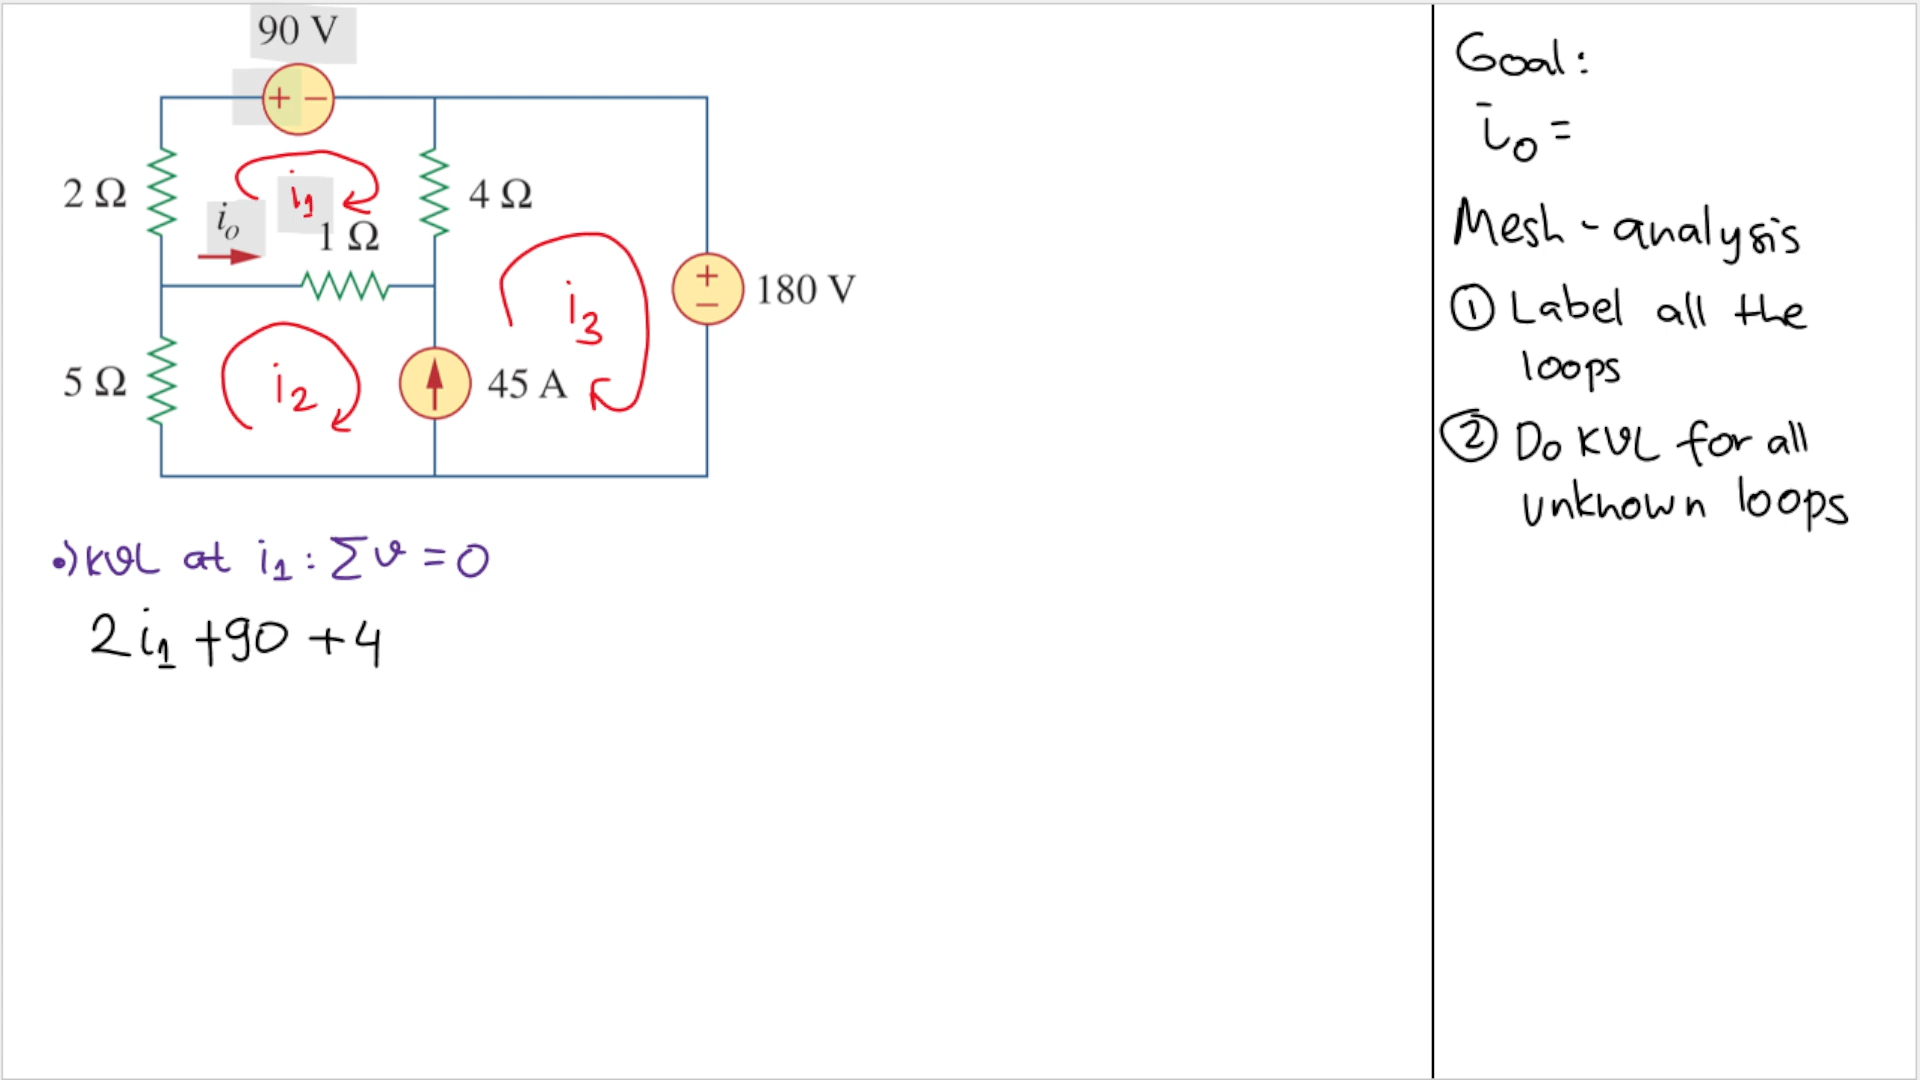 90 V
+ −
2 Ω
i1
4 Ω
io
1 Ω
i3
+
−
180 V
5 Ω
i2
45 A
•) KVL at i1: Σv = 0
2i1 + 90 + 4
Goal:
io =
Mesh - analysis
① Label all the
loops
② Do KVL for all
unknown loops